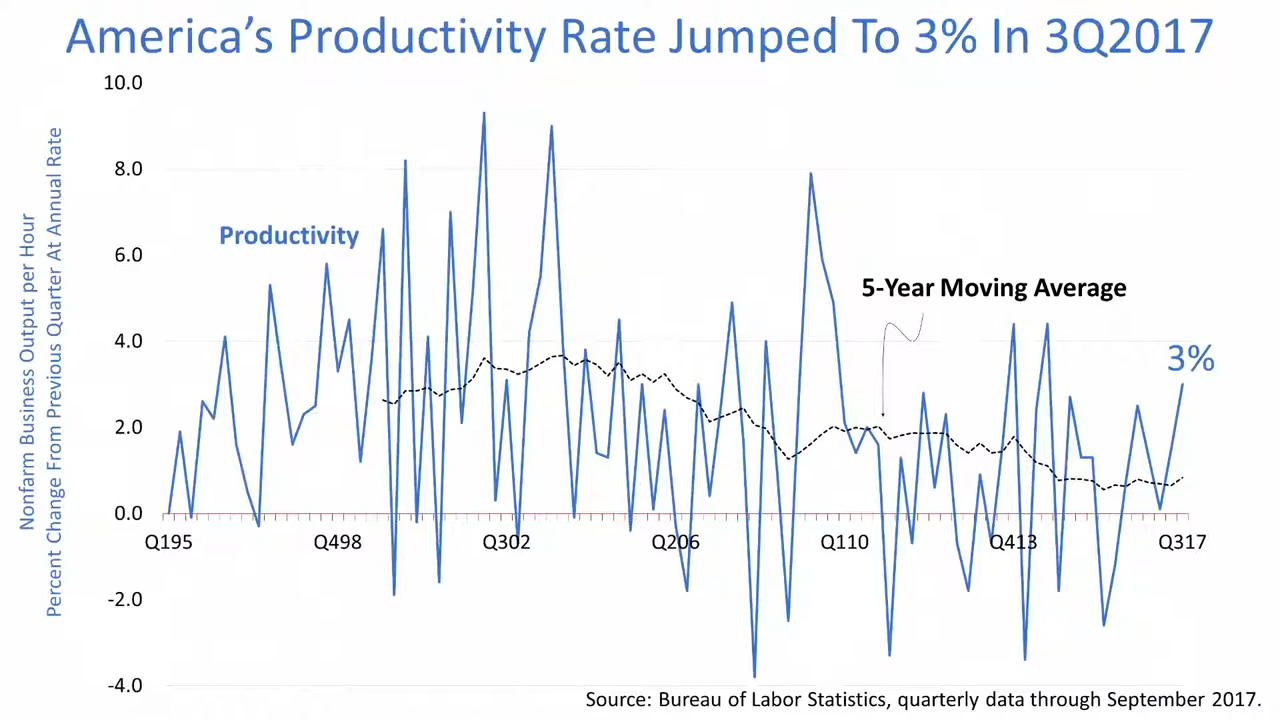 America’s Productivity Rate Jumped To 3% In 3Q2017
Nonfarm Business Output per Hour
Percent Change From Previous Quarter At Annual Rate
10.0
8.0
6.0
4.0
2.0
0.0
-2.0
-4.0
Productivity
5-Year Moving Average
3%
Q195
Q498
Q302
Q206
Q110
Q413
Q317
Source: Bureau of Labor Statistics, quarterly data through September 2017.